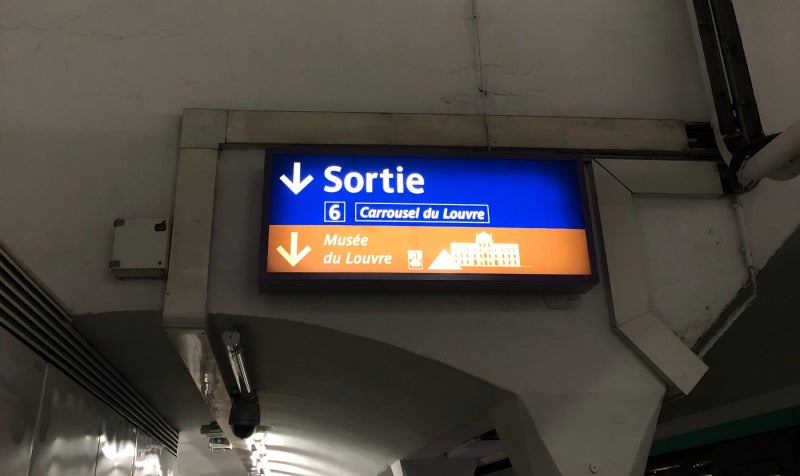 Sortie
6 Carrousel du Louvre
Musée
du Louvre